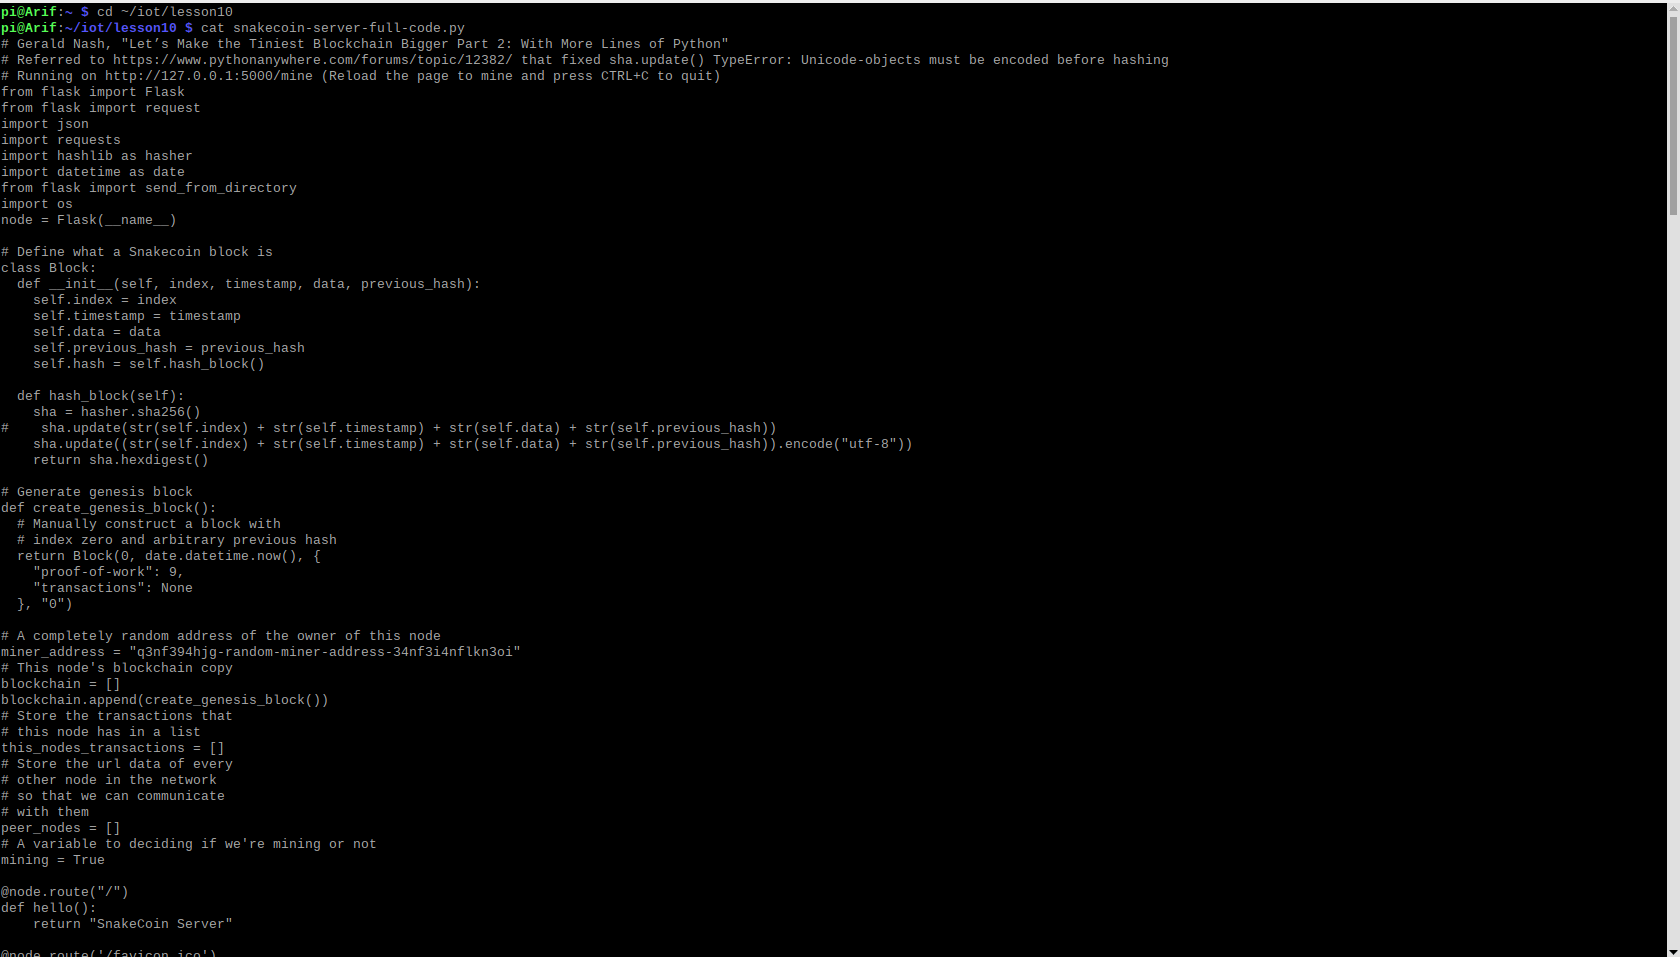 pi@Arif:~ $ cd ~/iot/lesson10
pi@Arif:~/iot/lesson10 $ cat snakecoin-server-full-code.py
# Gerald Nash, "Let’s Make the Tiniest Blockchain Bigger Part 2: With More Lines of Python"
# Referred to https://www.pythonanywhere.com/forums/topic/12382/ that fixed sha.update() TypeError: Unicode-objects must be encoded before hashing
# Running on http://127.0.0.1:5000/mine (Reload the page to mine and press CTRL+C to quit)
from flask import Flask
from flask import request
import json
import requests
import hashlib as hasher
import datetime as date
from flask import send_from_directory
import os
node = Flask(__name__)

# Define what a Snakecoin block is
class Block:
  def __init__(self, index, timestamp, data, previous_hash):
    self.index = index
    self.timestamp = timestamp
    self.data = data
    self.previous_hash = previous_hash
    self.hash = self.hash_block()

  def hash_block(self):
    sha = hasher.sha256()
#    sha.update(str(self.index) + str(self.timestamp) + str(self.data) + str(self.previous_hash))
    sha.update((str(self.index) + str(self.timestamp) + str(self.data) + str(self.previous_hash)).encode("utf-8"))
    return sha.hexdigest()

# Generate genesis block
def create_genesis_block():
  # Manually construct a block with
  # index zero and arbitrary previous hash
  return Block(0, date.datetime.now(), {
    "proof-of-work": 9,
    "transactions": None
  }, "0")

# A completely random address of the owner of this node
miner_address = "q3nf394hjg-random-miner-address-34nf3i4nflkn3oi"
# This node's blockchain copy
blockchain = []
blockchain.append(create_genesis_block())
# Store the transactions that
# this node has in a list
this_nodes_transactions = []
# Store the url data of every
# other node in the network
# so that we can communicate
# with them
peer_nodes = []
# A variable to deciding if we're mining or not
mining = True

@node.route("/")
def hello():
    return "SnakeCoin Server"

@node.route('/favicon.ico')